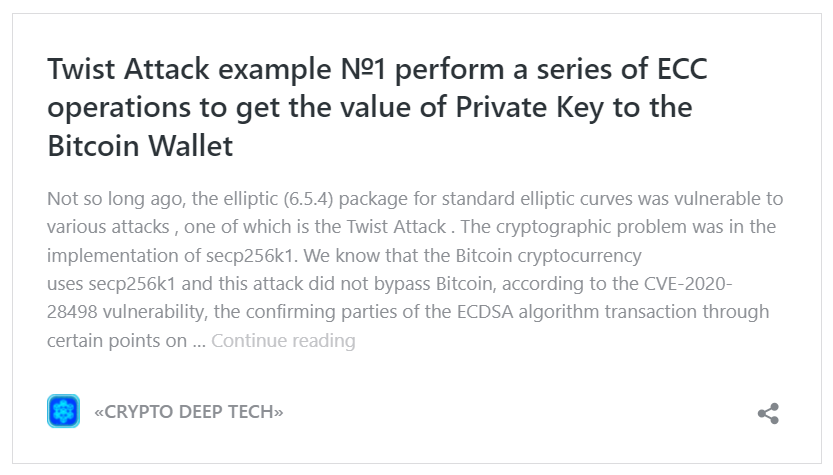 Twist Attack example №1 perform a series of ECC
operations to get the value of Private Key to the
Bitcoin Wallet
Not so long ago, the elliptic (6.5.4) package for standard elliptic curves was vulnerable to
various attacks , one of which is the Twist Attack . The cryptographic problem was in the
implementation of secp256k1. We know that the Bitcoin cryptocurrency
uses secp256k1 and this attack did not bypass Bitcoin, according to the CVE-2020-
28498 vulnerability, the confirming parties of the ECDSA algorithm transaction through
certain points on ... Continue reading
«CRYPTO DEEP TECH»